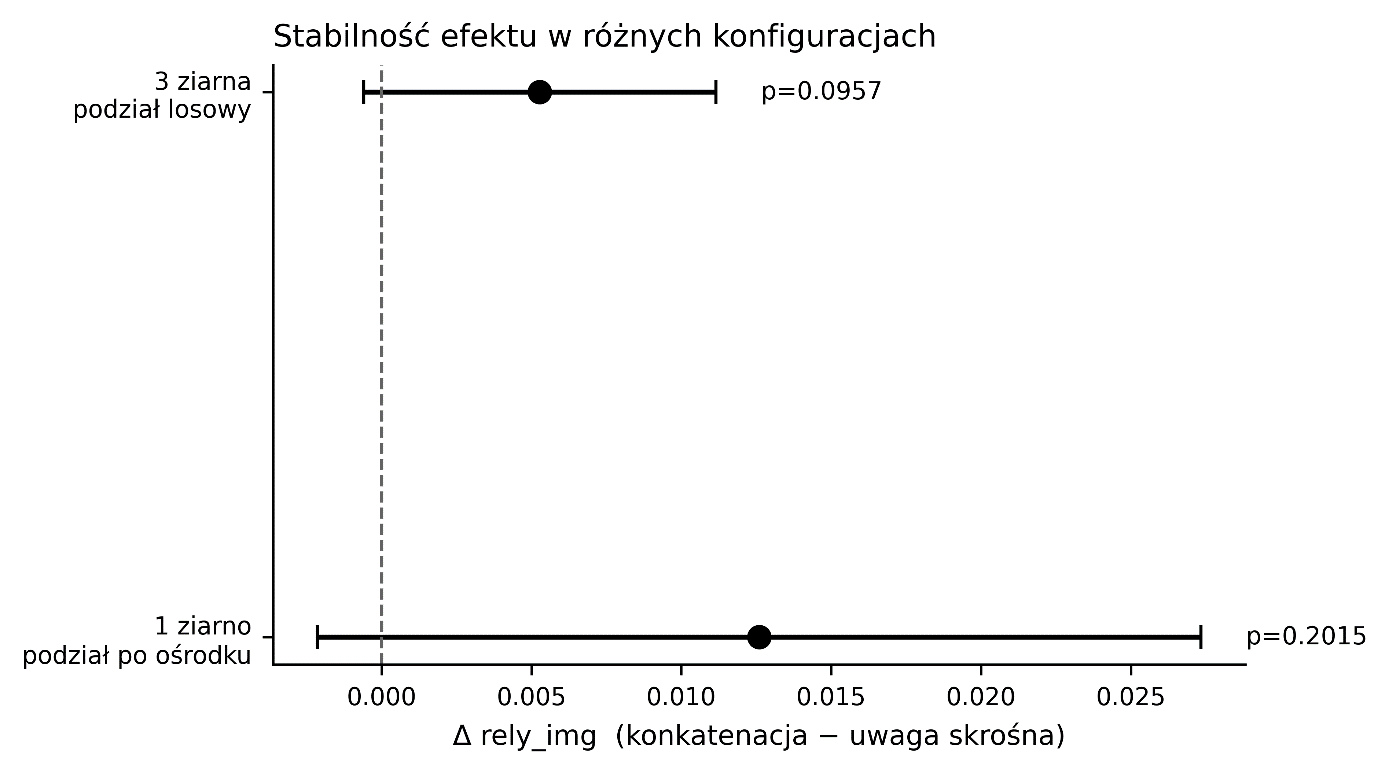 Stabilność efektu w różnych konfiguracjach
3 ziarna
podział losowy
p=0.0957
1 ziarno
podział po ośrodku
p=0.2015
0.000 0.005 0.010 0.015 0.020 0.025
Δ rely_img (konkatenacja − uwaga skrośna)